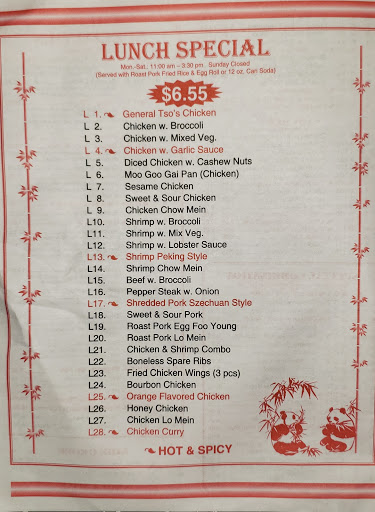 LUNCH SPECIAL
Mon.-Sat., 11:00 am – 3:30 pm. Sunday Closed
(Served with Roast Pork Fried Rice & Egg Roll or 12 oz. Can Soda)
$6.55
L 1. General Tso's Chicken
L 2. Chicken w. Broccoli
L 3. Chicken w. Mixed Veg.
L 4. Chicken w. Garlic Sauce
L 5. Diced Chicken w. Cashew Nuts
L 6. Moo Goo Gai Pan (Chicken)
L 7. Sesame Chicken
L 8. Sweet & Sour Chicken
L 9. Chicken Chow Mein
L10. Shrimp w. Broccoli
L11. Shrimp w. Mix Veg.
L12. Shrimp w. Lobster Sauce
L13. Shrimp Peking Style
L14. Shrimp Chow Mein
L15. Beef w. Broccoli
L16. Pepper Steak w. Onion
L17. Shredded Pork Szechuan Style
L18. Sweet & Sour Pork
L19. Roast Pork Egg Foo Young
L20. Roast Pork Lo Mein
L21. Chicken & Shrimp Combo
L22. Boneless Spare Ribs
L23. Fried Chicken Wings (3 pcs)
L24. Bourbon Chicken
L25. Orange Flavored Chicken
L26. Honey Chicken
L27. Chicken Lo Mein
L28. Chicken Curry
HOT & SPICY